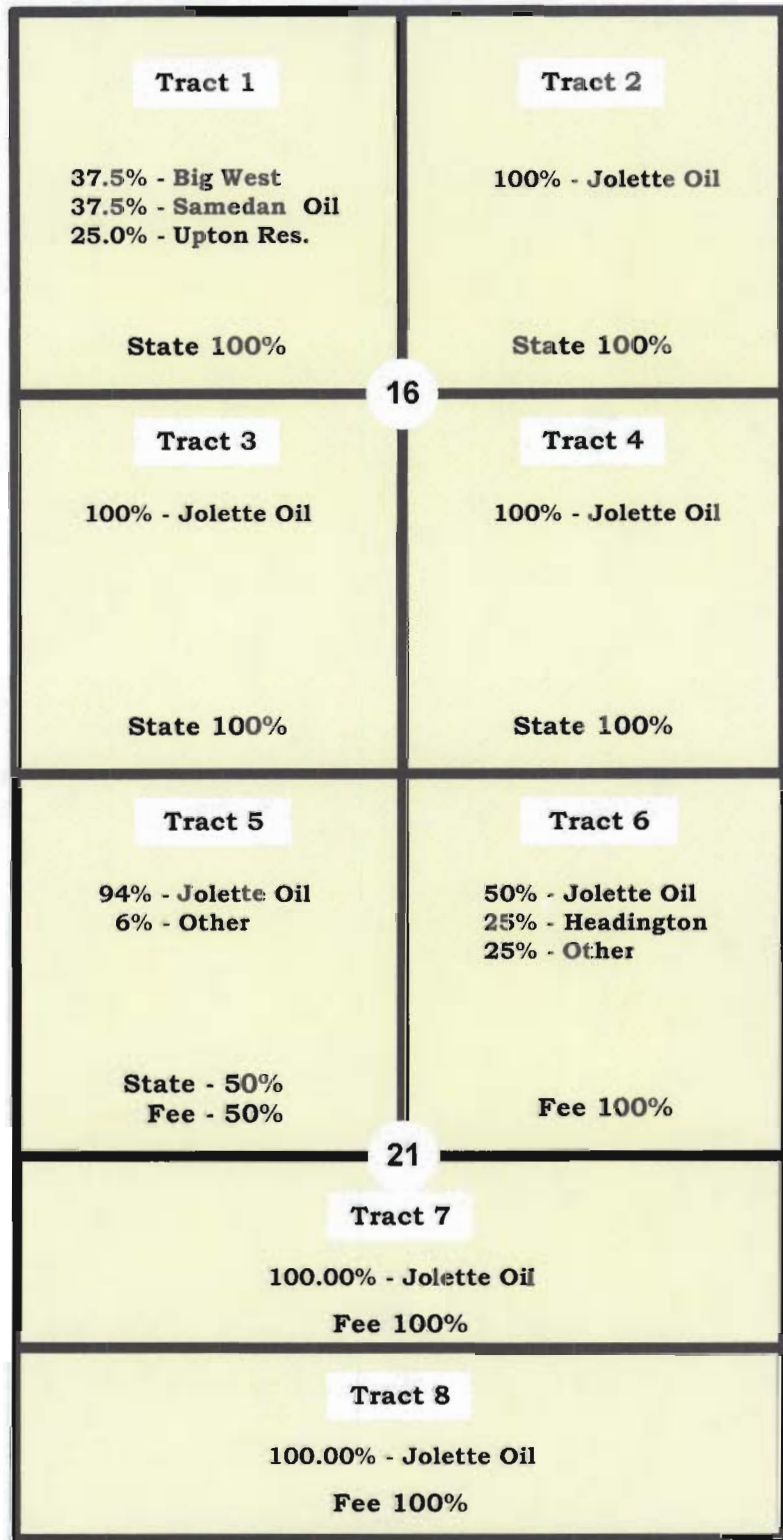 Tract 1
37.5% - Big West
37.5% - Samedan Oil
25.0% - Upton Res.
State 100%
Tract 2
100% - Jolette Oil
State 100%
16
Tract 3
100% - Jolette Oil
State 100%
Tract 4
100% - Jolette Oil
State 100%
Tract 5
94% - Jolette Oil
6% - Other
State - 50%
Fee - 50%
Tract 6
50% - Jolette Oil
25% - Headington
25% - Other
Fee 100%
21
Tract 7
100.00% - Jolette Oil
Fee 100%
Tract 8
100.00% - Jolette Oil
Fee 100%